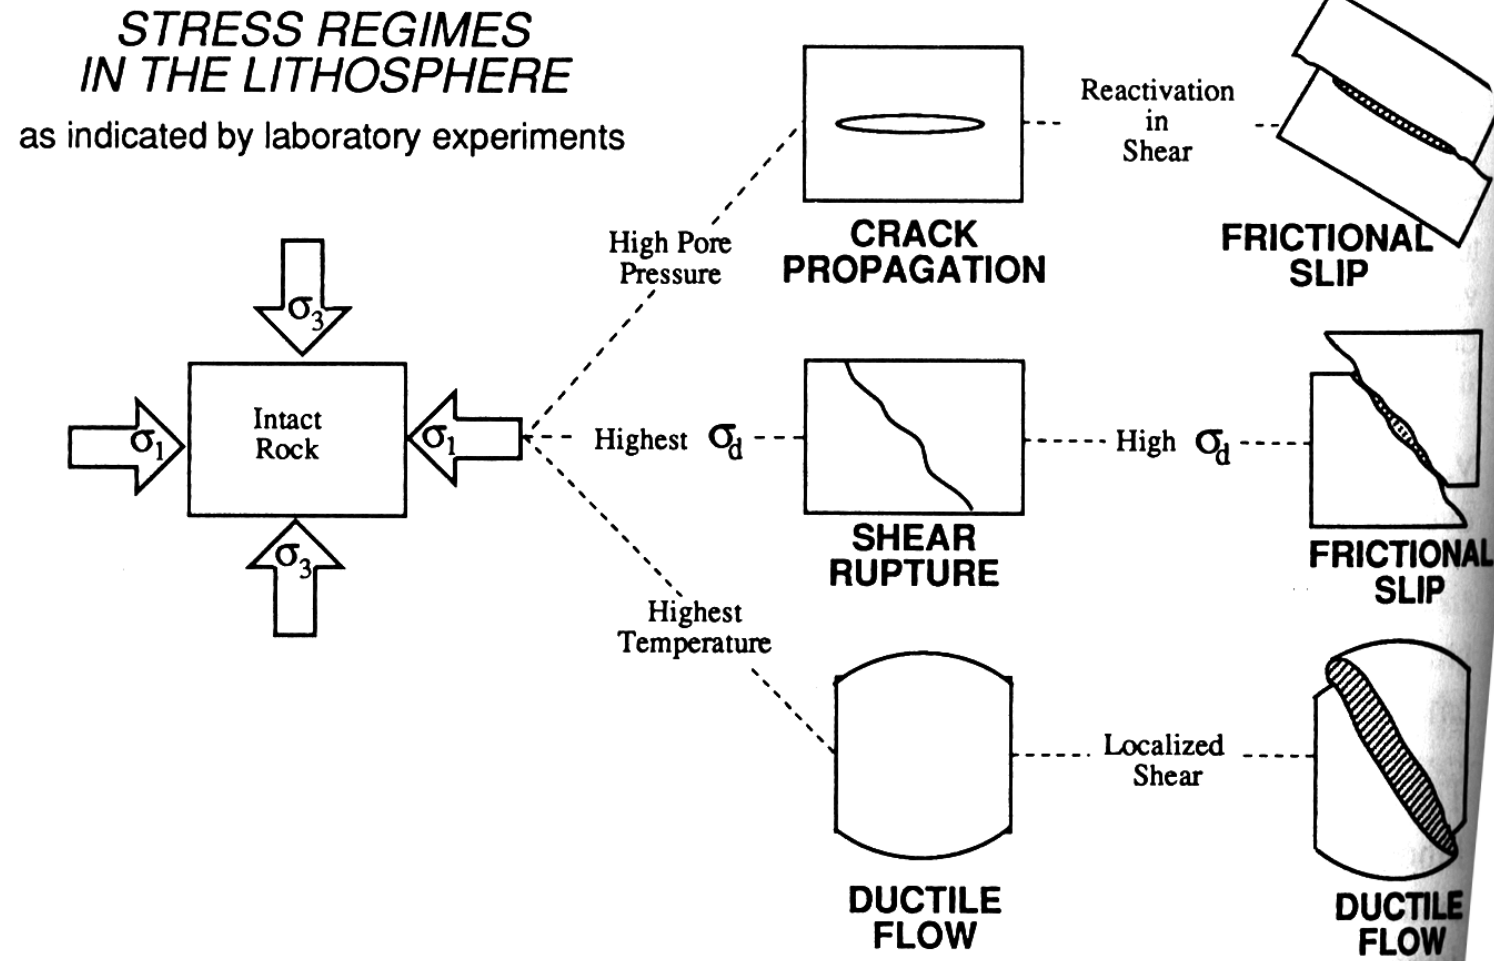 STRESS REGIMES
IN THE LITHOSPHERE
as indicated by laboratory experiments
σ3
σ1
Intact
Rock
σ1
σ3
High Pore
Pressure
CRACK
PROPAGATION
Reactivation
in
Shear
FRICTIONAL
SLIP
Highest σd
SHEAR
RUPTURE
High σd
FRICTIONAL
SLIP
Highest
Temperature
DUCTILE
FLOW
Localized
Shear
DUCTILE
FLOW